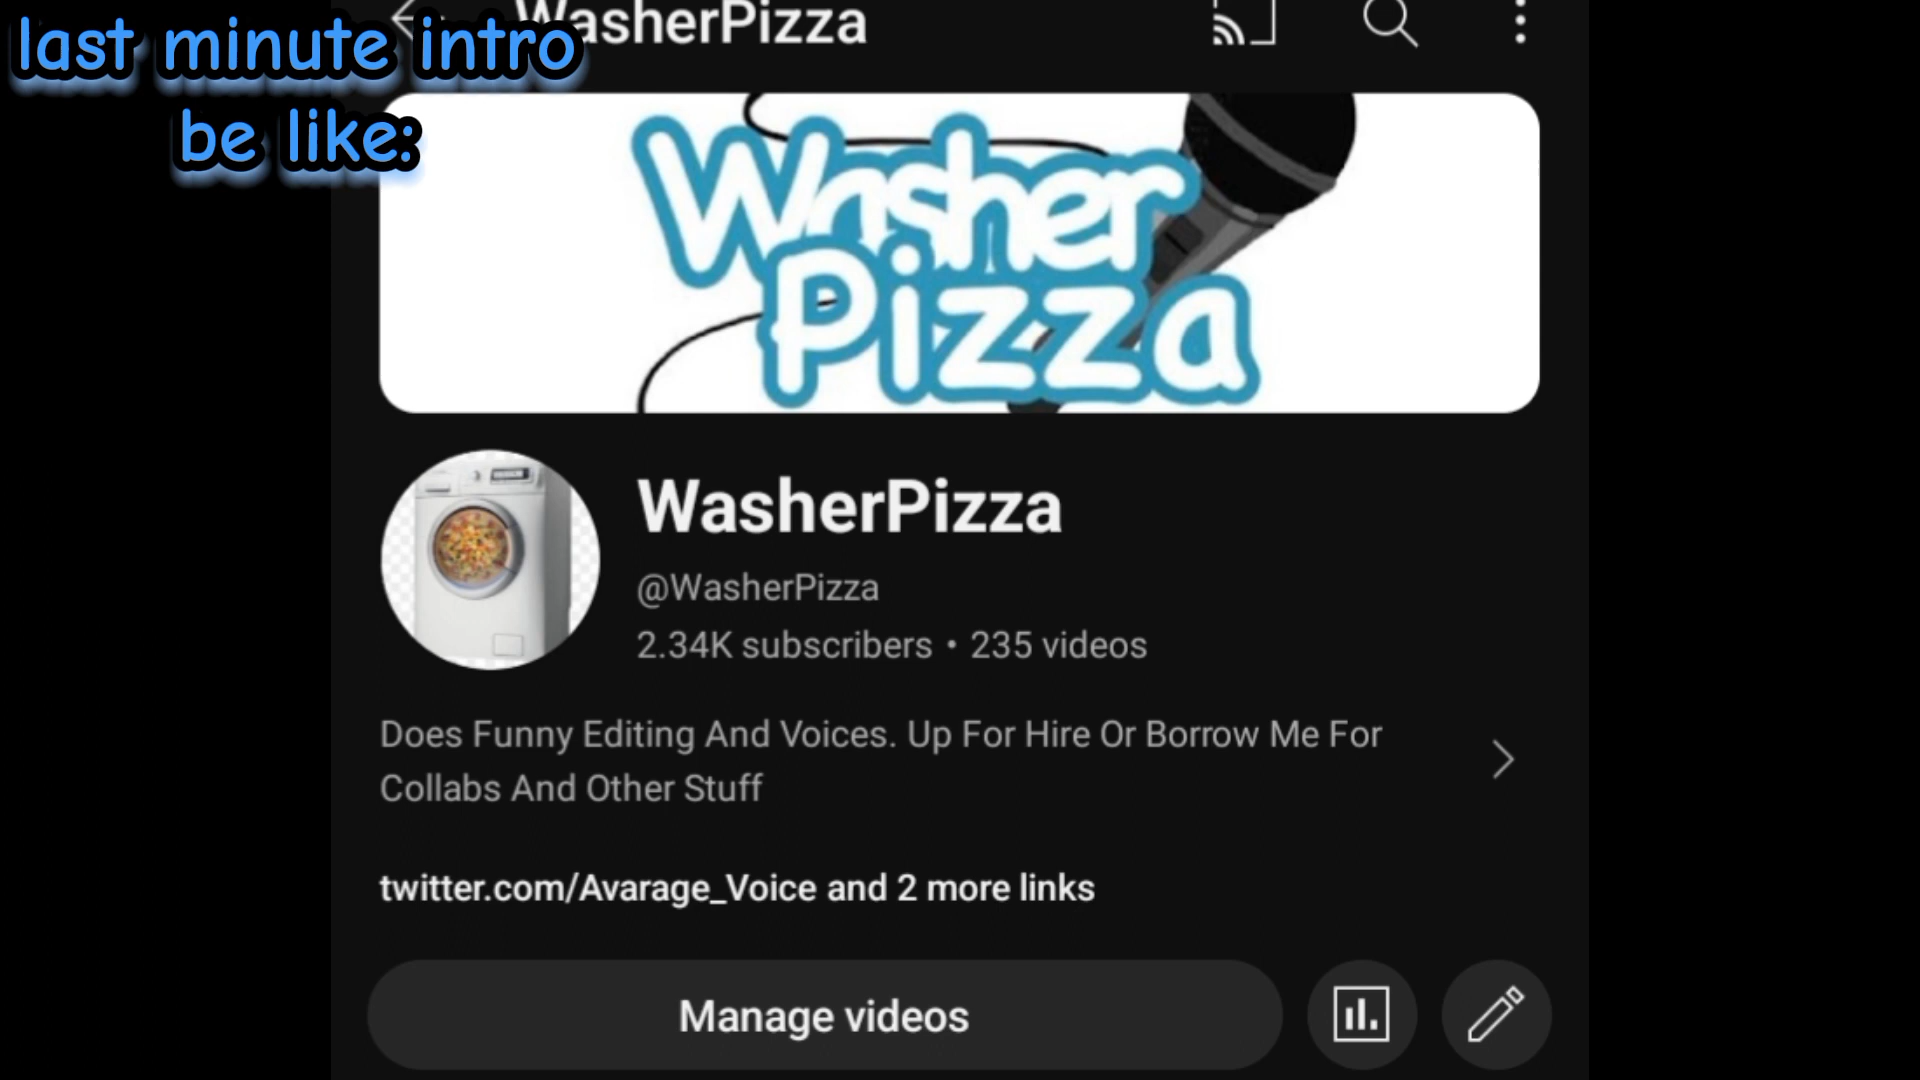 last minute intro
be like:
WasherPizza
Washer
Pizza
WasherPizza
@WasherPizza
2.34K subscribers • 235 videos
Does Funny Editing And Voices. Up For Hire Or Borrow Me For
Collabs And Other Stuff
twitter.com/Avarage_Voice and 2 more links
Manage videos